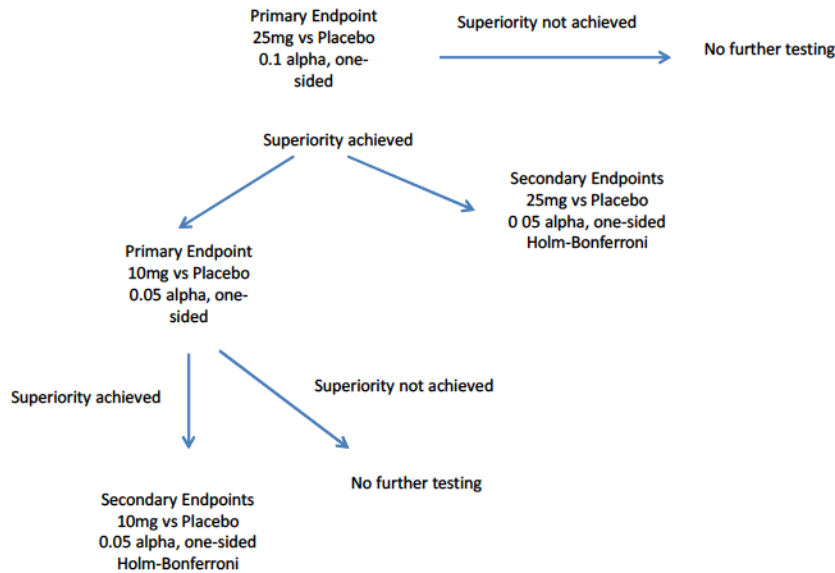 Primary Endpoint
25mg vs Placebo
0.1 alpha, one-
sided
Superiority not achieved
No further testing
Superiority achieved
Secondary Endpoints
25mg vs Placebo
0 05 alpha, one-sided
Holm-Bonferroni
Primary Endpoint
10mg vs Placebo
0.05 alpha, one-
sided
Superiority achieved
Superiority not achieved
No further testing
Secondary Endpoints
10mg vs Placebo
0.05 alpha, one-sided
Holm-Bonferroni